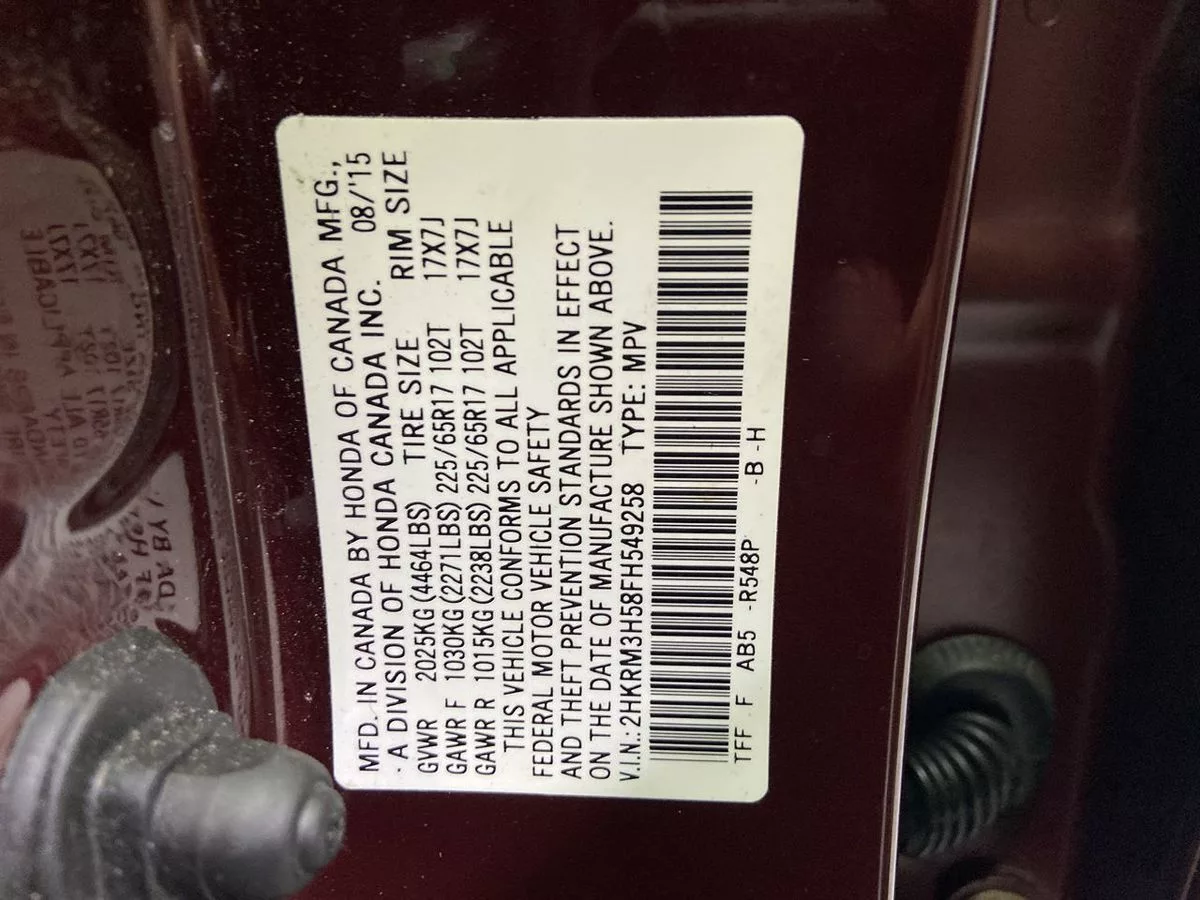 MFD. IN CANADA BY HONDA OF CANADA MFG.,
A DIVISION OF HONDA CANADA INC. 08/'15
GVWR 2025KG (4464LBS) TIRE SIZE RIM SIZE
GAWR F 1030KG (2271LBS) 225/65R17 102T 17X7J
GAWR R 1015KG (2238LBS) 225/65R17 102T 17X7J
THIS VEHICLE CONFORMS TO ALL APPLICABLE
FEDERAL MOTOR VEHICLE SAFETY
AND THEFT PREVENTION STANDARDS IN EFFECT
ON THE DATE OF MANUFACTURE SHOWN ABOVE.
V.I.N.:2HKRM3H58FH549258 TYPE: MPV
TFF F AB5 -R548P -B -H